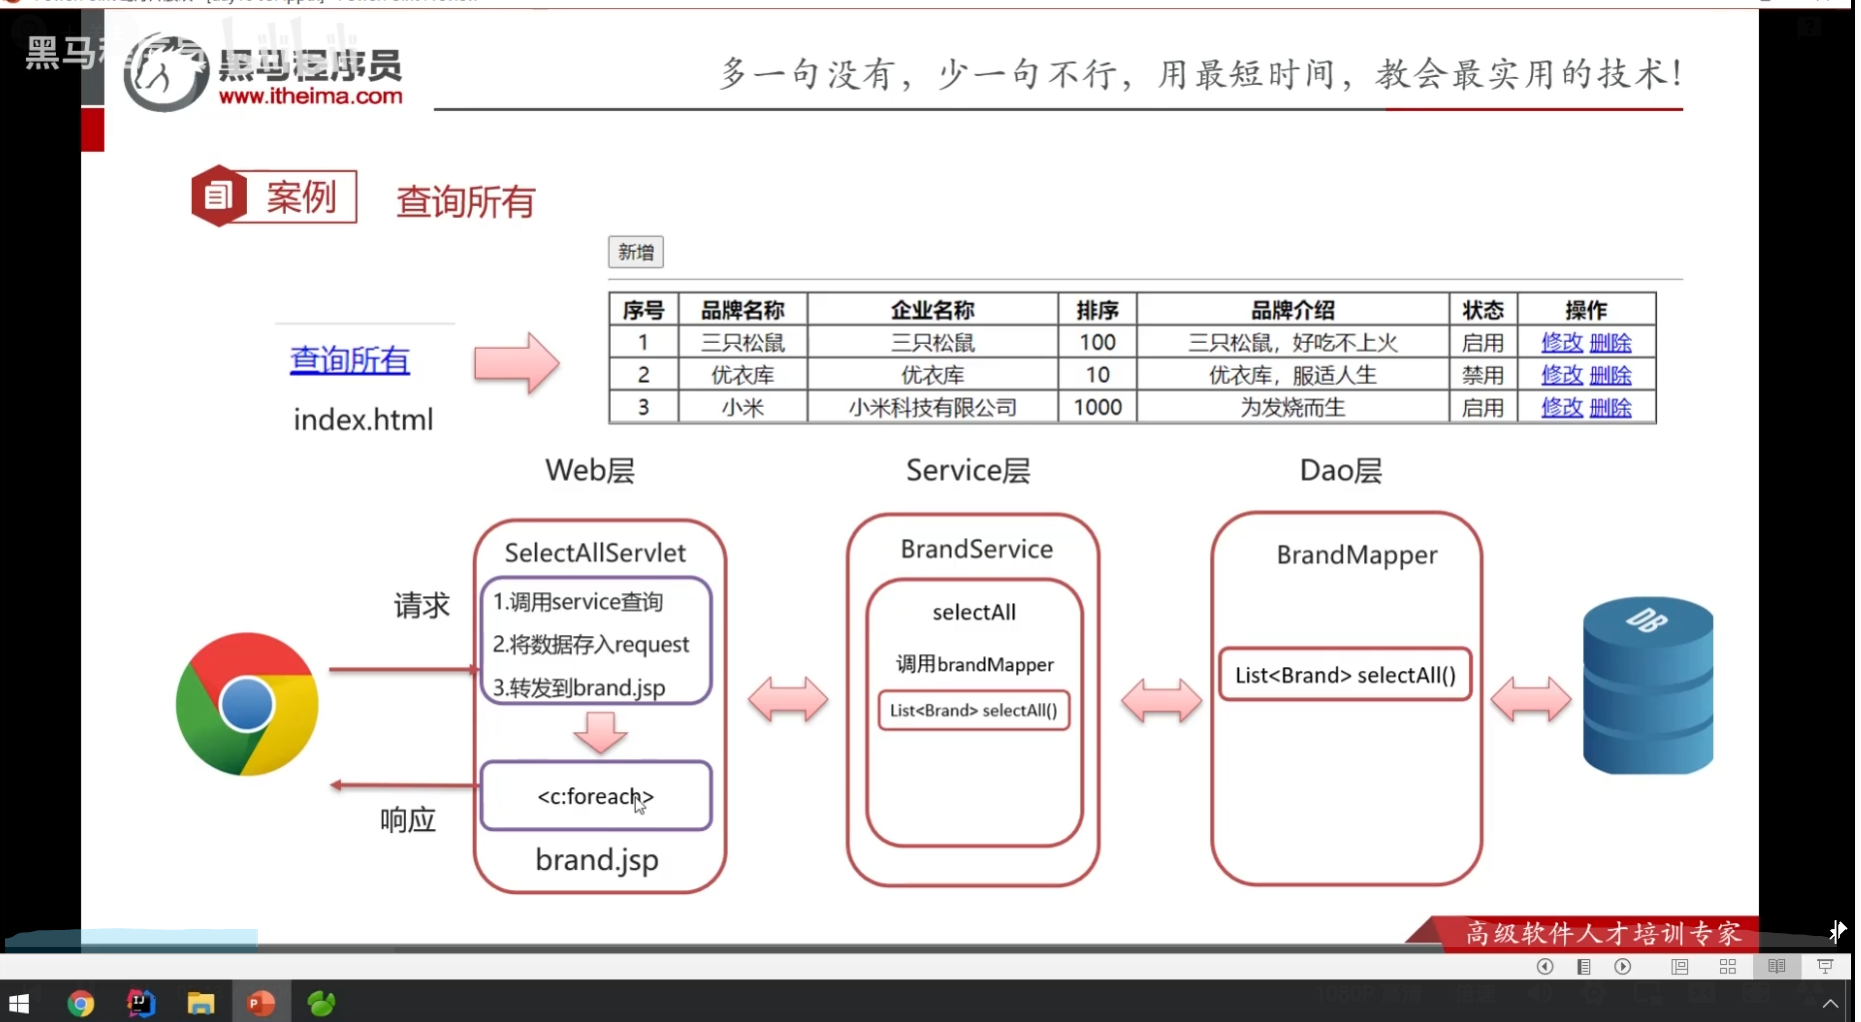 黑马程序员
www.itheima.com
多一句没有，少一句不行，用最短时间，教会最实用的技术！
案例
查询所有
新增
序号 品牌名称 企业名称 排序 品牌介绍 状态 操作
1 三只松鼠 三只松鼠 100 三只松鼠，好吃不上火 启用 修改 删除
2 优衣库 优衣库 10 优衣库，服适人生 禁用 修改 删除
3 小米 小米科技有限公司 1000 为发烧而生 启用 修改 删除
查询所有
index.html
Web层
Service层
Dao层
请求
响应
SelectAllServlet
1.调用service查询
2.将数据存入request
3.转发到brand.jsp
<c:foreach>
brand.jsp
BrandService
selectAll
调用brandMapper
List<Brand> selectAll()
BrandMapper
List<Brand> selectAll()
DB
高级软件人才培训专家